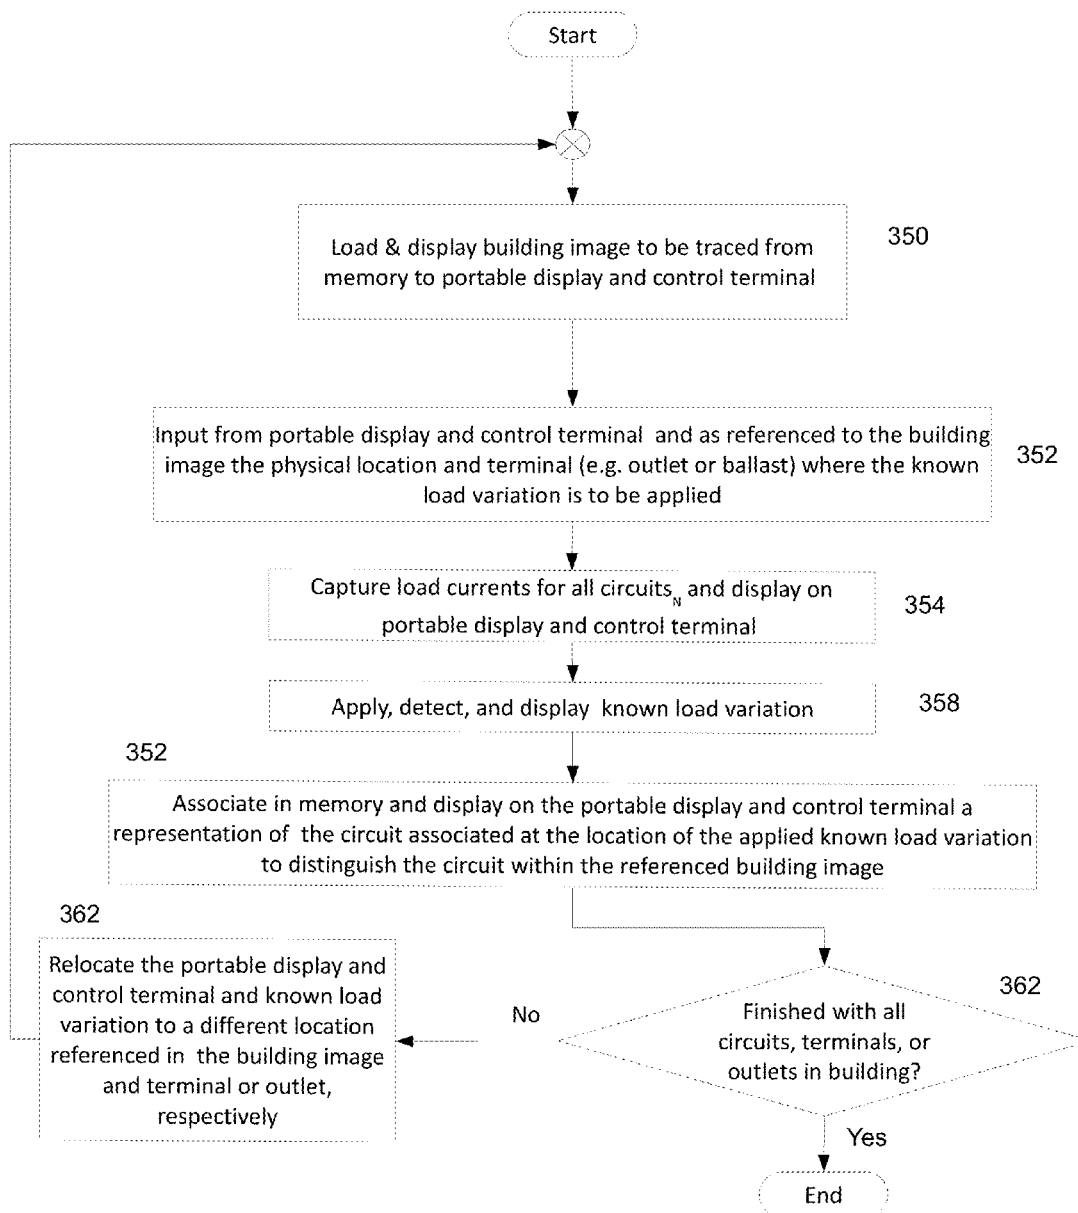 Start
Load & display building image to be traced from
memory to portable display and control terminal
350
Input from portable display and control terminal and as referenced to the building
image the physical location and terminal (e.g. outlet or ballast) where the known
load variation is to be applied
352
Capture load currents for all circuits_N and display on
portable display and control terminal
354
Apply, detect, and display known load variation
358
352
Associate in memory and display on the portable display and control terminal a
representation of the circuit associated at the location of the applied known load variation
to distinguish the circuit within the referenced building image
362
Relocate the portable display and
control terminal and known load
variation to a different location
referenced in the building image
and terminal or outlet,
respectively
No
362
Finished with all
circuits, terminals, or
outlets in building?
Yes
End